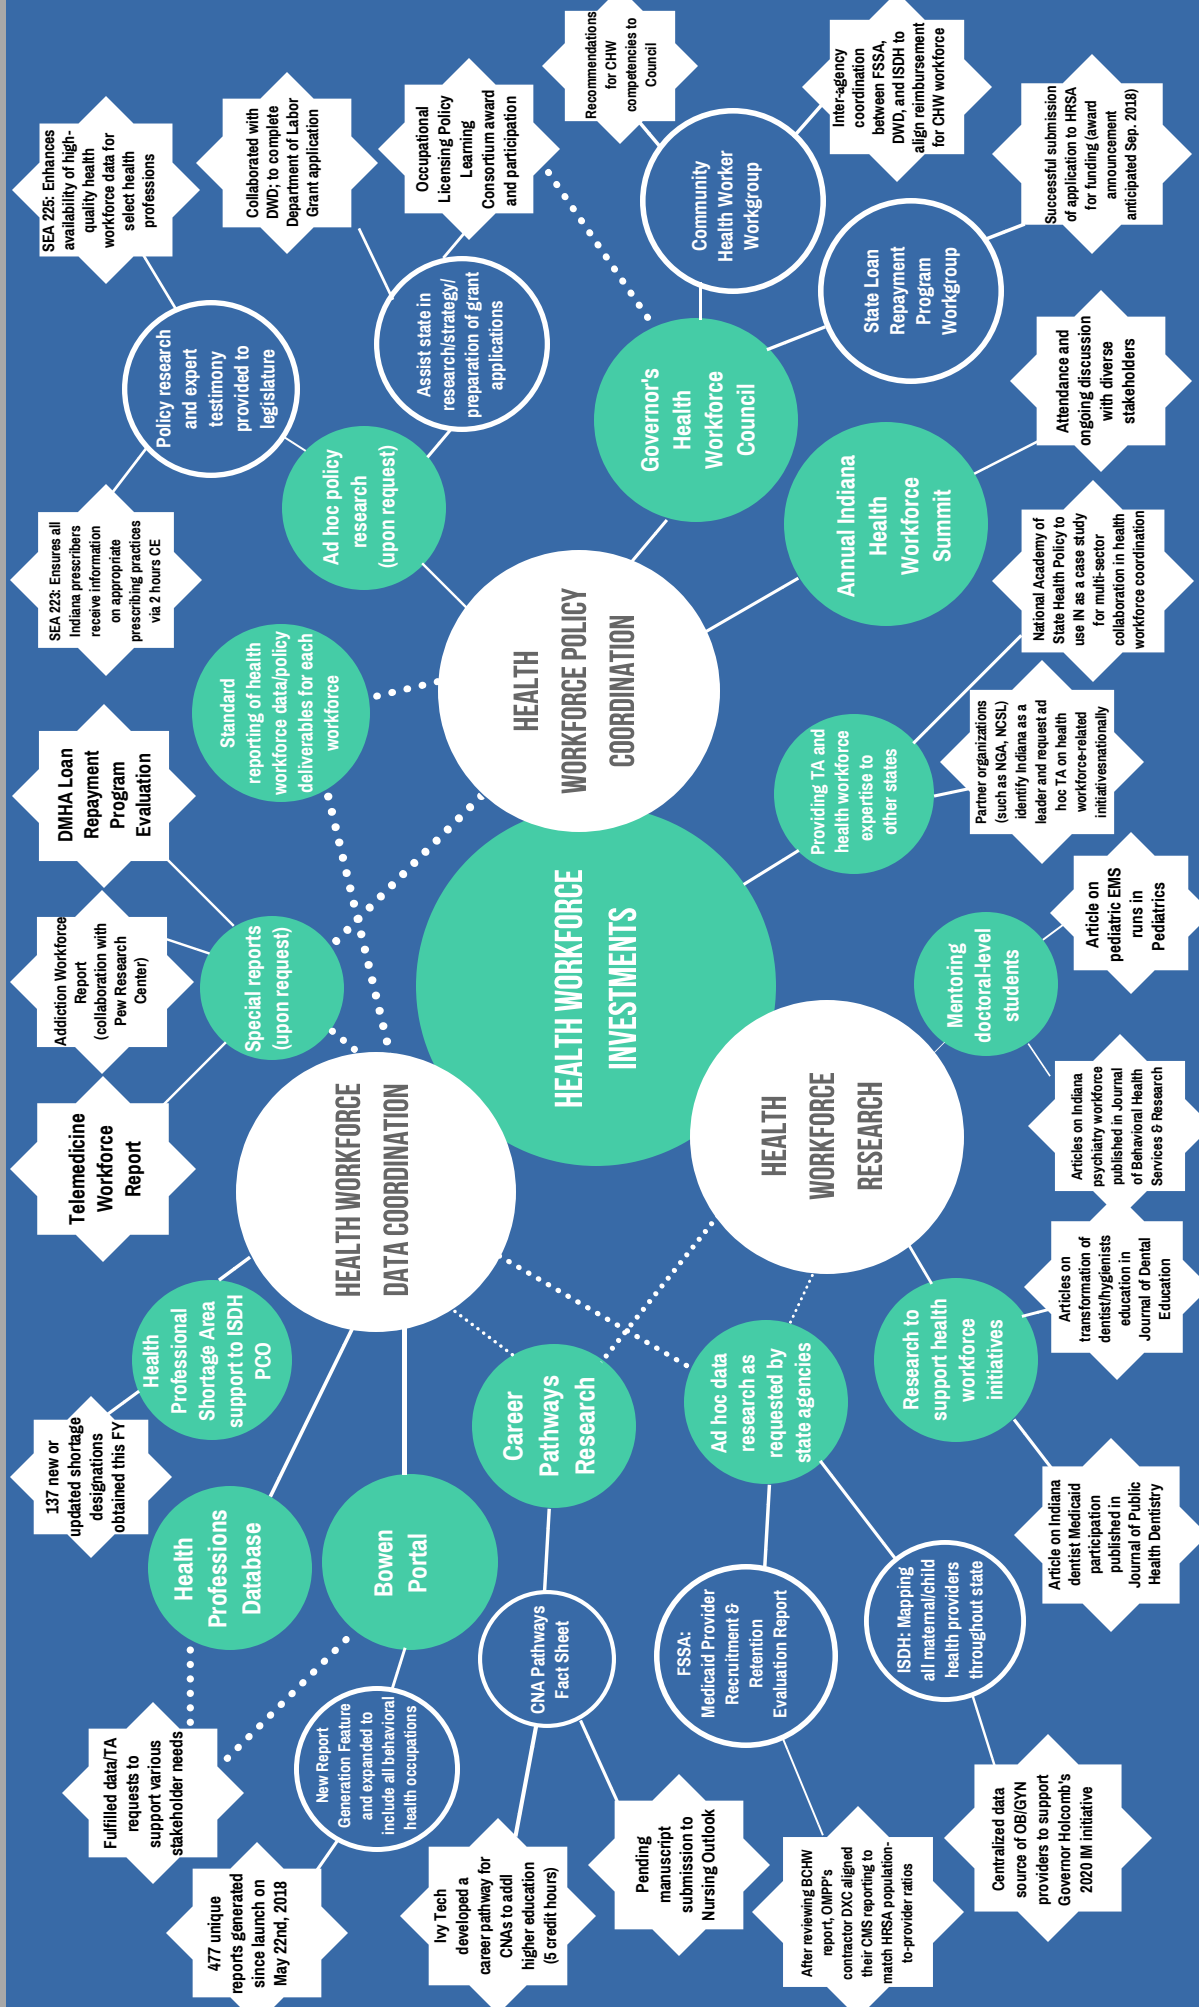 HEALTH WORKFORCE
INVESTMENTS
HEALTH WORKFORCE
DATA COORDINATION
Health
Professional
Shortage Area
support to ISDH
PCO
137 new or
updated shortage
designations
obtained this FY
Health
Professions
Database
Bowen
Portal
Fulfilled data/TA
requests to
support various
stakeholder needs
New Report
Generation Feature
and expanded to
include all behavioral
health occupations
477 unique
reports generated
since launch on
May 22nd, 2018
Career
Pathways
Research
CNA Pathways
Fact Sheet
Ivy Tech
developed a
career pathway for
CNAs to addl
higher education
(5 credit hours)
Pending
manuscript
submission to
Nursing Outlook
Ad hoc data
research as
requested by
state agencies
FSSA:
Medicaid Provider
Recruitment &
Retention
Evaluation Report
After reviewing BCHW
report, OMPP's
contractor DXC aligned
their CMS reporting to
match HRSA population-
to-provider ratios
ISDH: Mapping
all maternal/child
health providers
throughout state
Centralized data
source of OB/GYN
providers to support
Governor Holcomb's
2020 IM initiative
Special reports
(upon request)
Telemedicine
Workforce
Report
Addiction Workforce
Report
(collaboration with
Pew Research
Center)
DMHA Loan
Repayment
Program
Evaluation
Standard
reporting of health
workforce data/policy
deliverables for each
workforce
HEALTH
WORKFORCE POLICY
COORDINATION
Ad hoc policy
research
(upon request)
Policy research
and expert
testimony
provided to
legislature
SEA 223: Ensures all
Indiana prescribers
receive information
on appropriate
prescribing practices
via 2 hours CE
SEA 225: Enhances
availability of high-
quality health
workforce data for
select health
professions
Assist state in
research/strategy/
preparation of grant
applications
Collaborated with
DWD; to complete
Department of Labor
Grant application
Occupational
Licensing Policy
Learning
Consortium award
and participation
Governor's
Health
Workforce
Council
Community
Health Worker
Workgroup
Recommendations
for CHW
competencies to
Council
Inter-agency
coordination
between FSSA,
DWD, and ISDH to
align reimbursement
for CHW workforce
State Loan
Repayment
Program
Workgroup
Successful submission
of application to HRSA
for funding (award
announcement
anticipated Sep. 2018)
Annual Indiana
Health
Workforce
Summit
Attendance and
ongoing discussion
with diverse
stakeholders
Providing TA and
health workforce
expertise to
other states
National Academy of
State Health Policy to
use IN as a case study
for multi-sector
collaboration in health
workforce coordination
Partner organizations
(such as NGA, NCSL)
identify Indiana as a
leader and request ad
hoc TA on health
workforce-related
initiativesnationally
HEALTH
WORKFORCE
RESEARCH
Mentoring
doctoral-level
students
Article on
pediatric EMS
runs in
Pediatrics
Articles on Indiana
psychiatry workforce
published in Journal
of Behavioral Health
Services & Research
Research to
support health
workforce
initiatives
Articles on
transformation of
dentist/hygienists
education in
Journal of Dental
Education
Article on Indiana
dentist Medicaid
participation
published in
Journal of Public
Health Dentistry